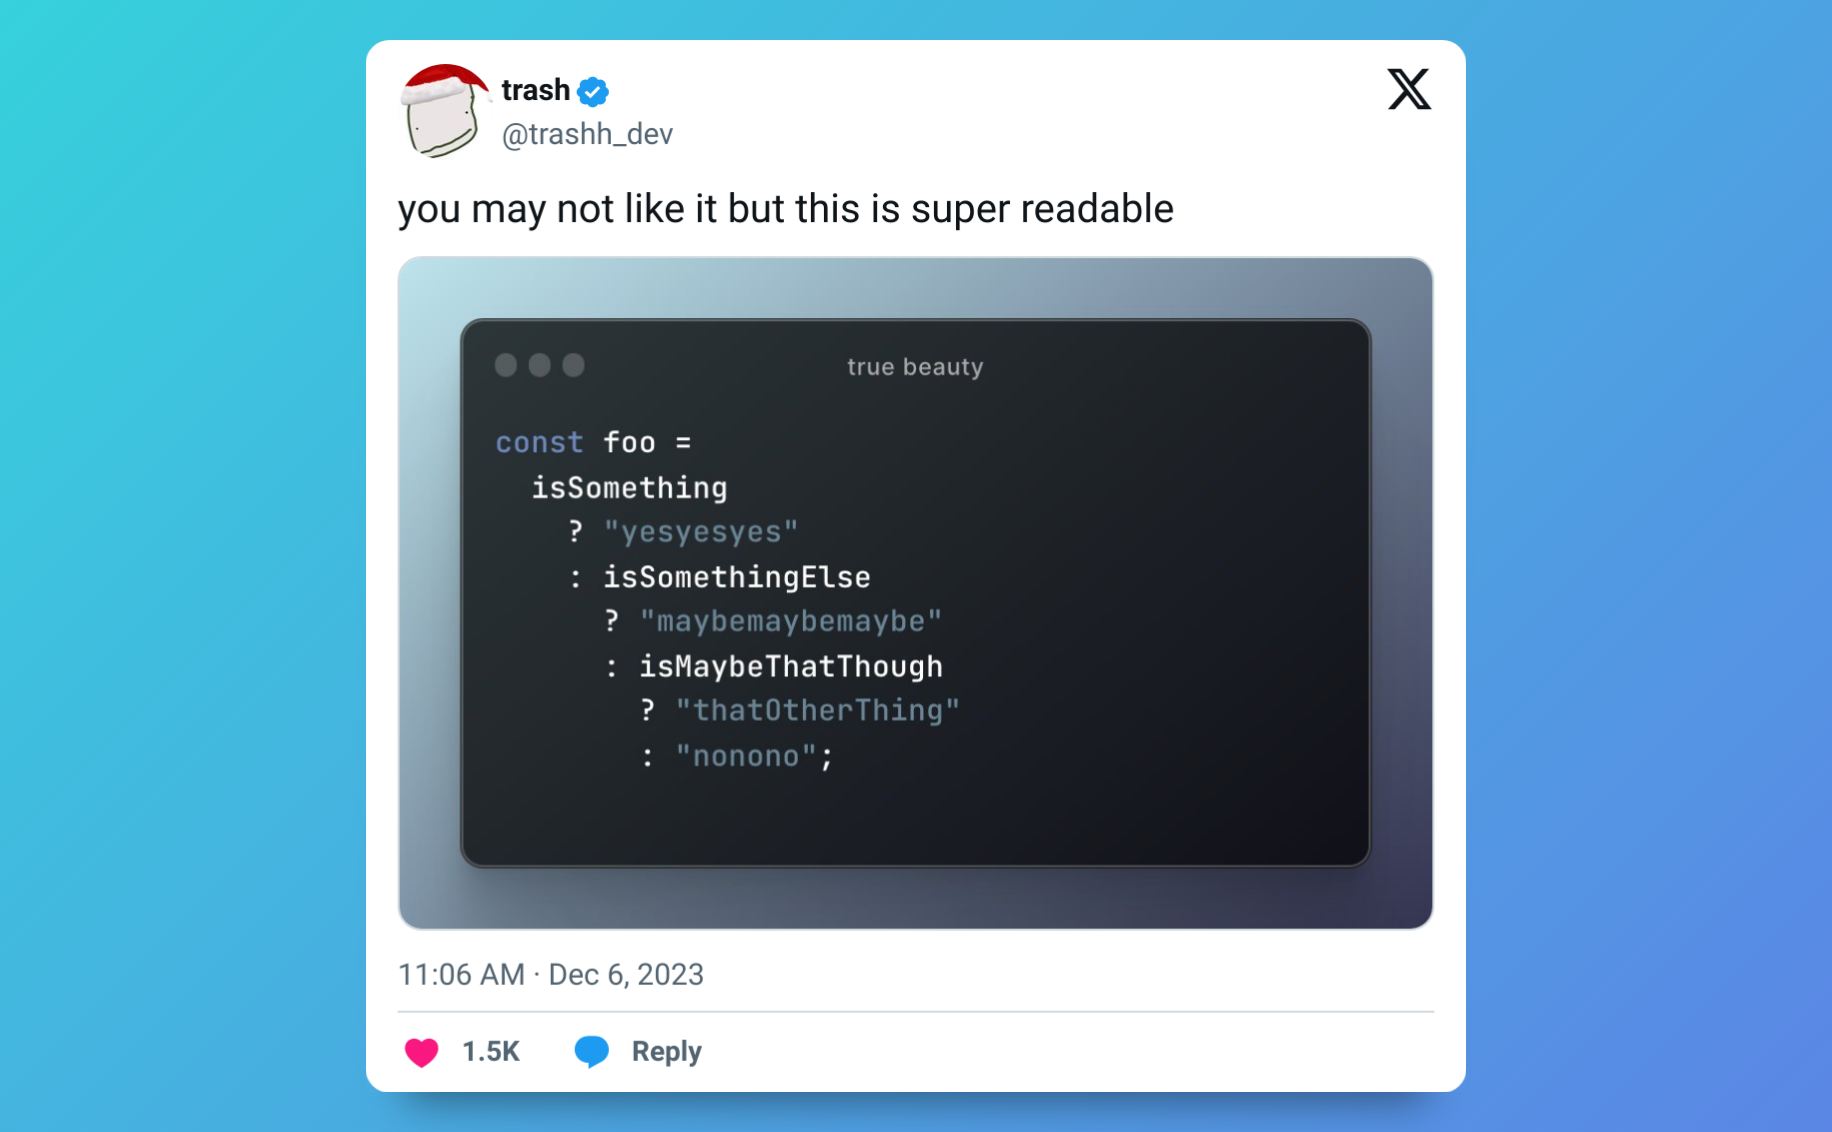 trash
@trashh_dev
you may not like it but this is super readable
true beauty
const foo =
  isSomething
    ? "yesyesyes"
    : isSomethingElse
      ? "maybemaybemaybe"
      : isMaybeThatThough
        ? "thatOtherThing"
        : "nonono";
11:06 AM · Dec 6, 2023
1.5K Reply